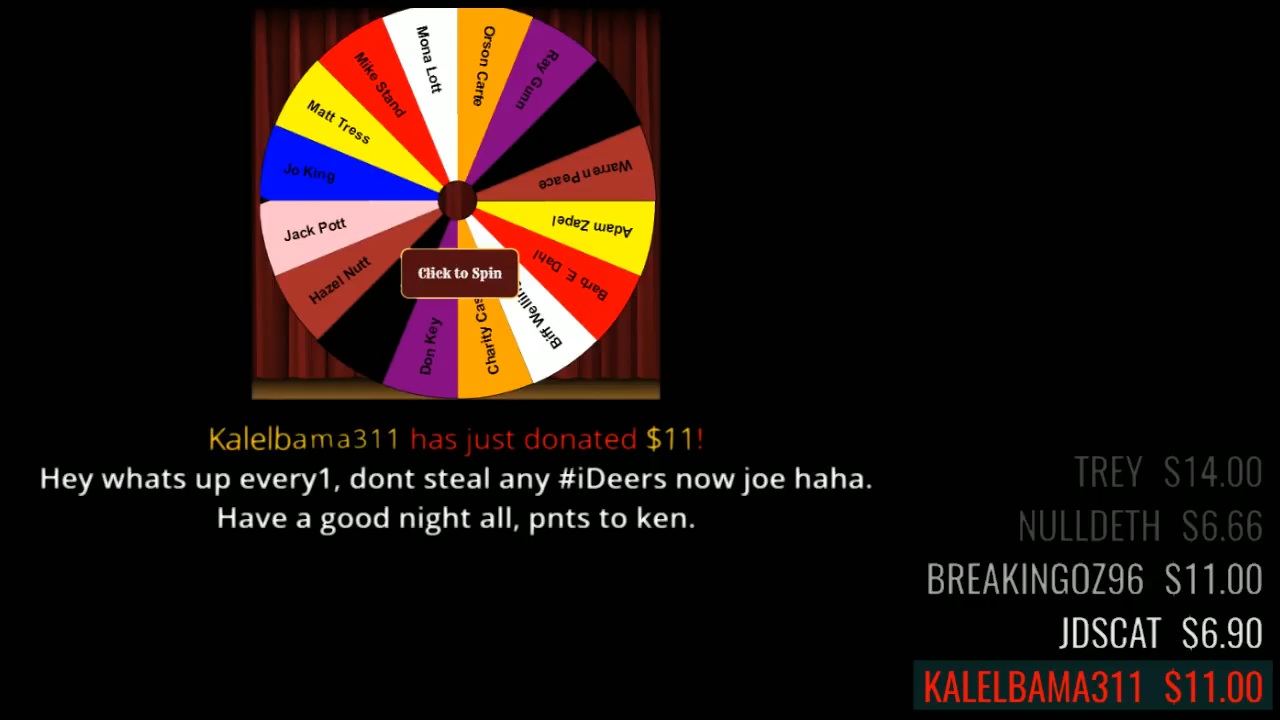 Mona Lott
Orson Carte
Ray Gunn
Mike Stand
Matt Tress
Warren Peace
Jo King
Adam Zapel
Jack Pott
Barb E. Dahl
Hazel Nutt
Click to Spin
Biff
Charity
Don Key
Kalelbama311 has just donated $11!
Hey whats up every1, dont steal any #iDeers now joe haha.
Have a good night all, pnts to ken.
TREY $14.00
NULLDETH $6.66
BREAKINGOZ96 $11.00
JDSCAT $6.90
KALELBAMA311 $11.00